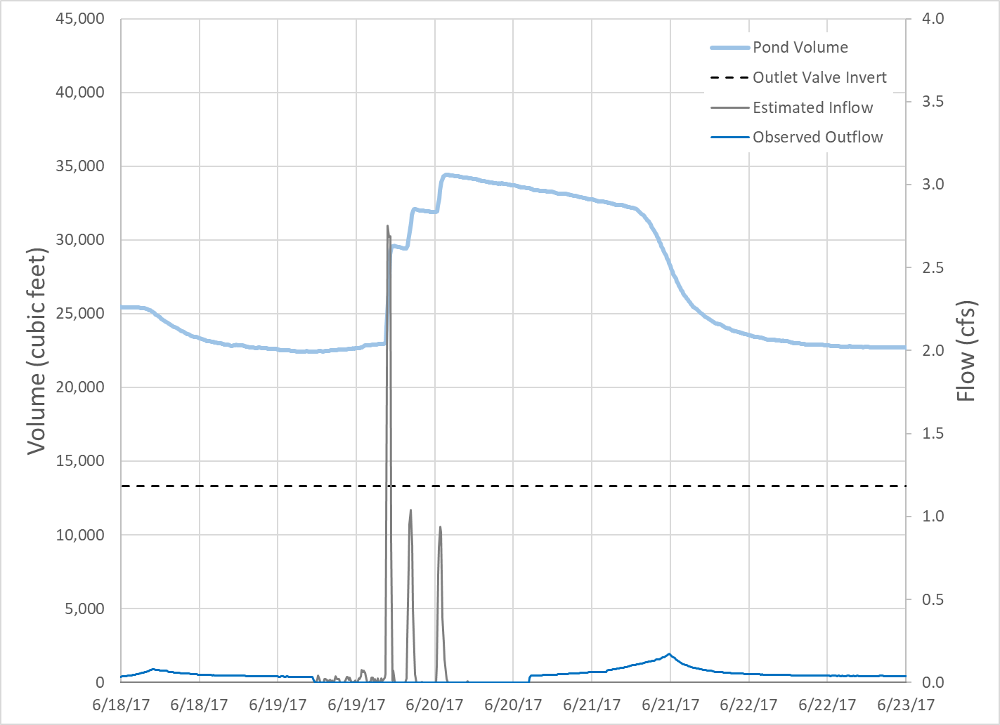 45,000
40,000
35,000
30,000
25,000
20,000
15,000
10,000
5,000
0
Volume (cubic feet)
4.0
3.5
3.0
2.5
2.0
1.5
1.0
0.5
0.0
Flow (cfs)
Pond Volume
Outlet Valve Invert
Estimated Inflow
Observed Outflow
6/18/17 6/18/17 6/19/17 6/19/17 6/20/17 6/20/17 6/21/17 6/21/17 6/22/17 6/22/17 6/23/17